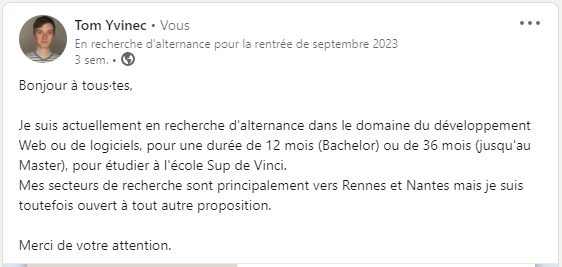 Tom Yvinec • Vous
En recherche d'alternance pour la rentrée de septembre 2023
3 sem. •
Bonjour à tous·tes,
Je suis actuellement en recherche d'alternance dans le domaine du développement
Web ou de logiciels, pour une durée de 12 mois (Bachelor) ou de 36 mois (jusqu'au
Master), pour étudier à l'école Sup de Vinci.
Mes secteurs de recherche sont principalement vers Rennes et Nantes mais je suis
toutefois ouvert à tout autre proposition.
Merci de votre attention.